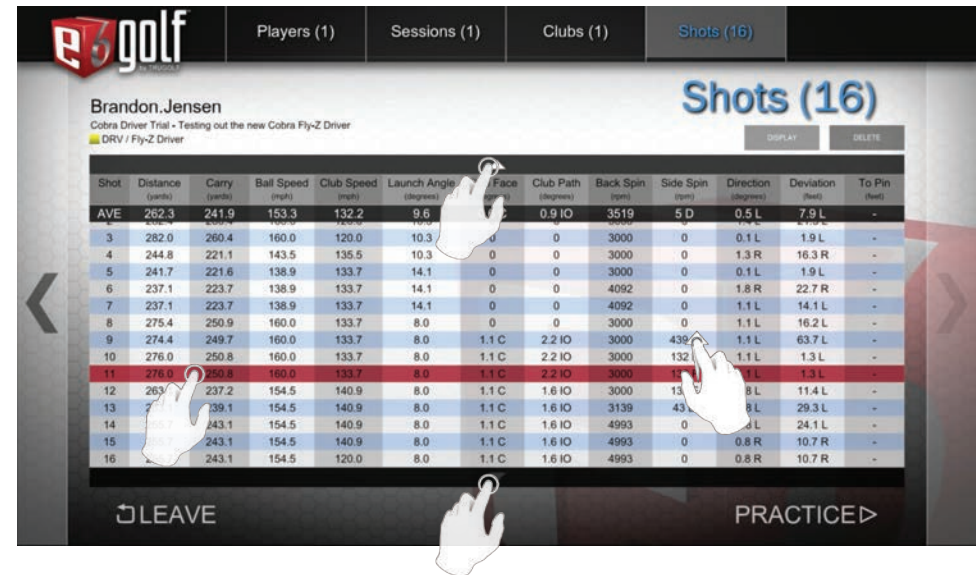 e6golf
BY TRUGOLF
Players (1) Sessions (1) Clubs (1) Shots (16)
Shots (16)
Brandon.Jensen
Cobra Driver Trial - Testing out the new Cobra Fly-Z Driver
DRV / Fly-Z Driver
DISPLAY DELETE
Shot Distance Carry Ball Speed Club Speed Launch Angle Face Club Path Back Spin Side Spin Direction Deviation To Pin
(yards) (yards) (mph) (mph) (degrees) (degrees) (rpm) (rpm) (degrees) (feet) (feet)
AVE 262.3 241.9 153.3 132.2 9.6 C 0.9 IO 3519 5 D 0.5 L 7.9 L -
3 282.0 260.4 160.0 120.0 10.3 0 0 3000 0 0.1 L 1.9 L -
4 244.8 221.1 143.5 135.5 10.3 0 0 3000 0 1.3 R 16.3 R -
5 241.7 221.6 138.9 133.7 14.1 0 0 3000 0 0.1 L 1.9 L -
6 237.1 223.7 138.9 133.7 14.1 0 0 4092 0 1.8 R 22.7 R -
7 237.1 223.7 138.9 133.7 14.1 0 0 4092 0 1.1 L 14.1 L -
8 275.4 250.9 160.0 133.7 8.0 0 0 3000 0 1.1 L 16.2 L -
9 274.4 249.7 160.0 133.7 8.0 1.1 C 2.2 IO 3000 439 1.1 L 63.7 L -
10 276.0 250.8 160.0 133.7 8.0 1.1 C 2.2 IO 3000 132 1.1 L 1.3 L -
11 276.0 250.8 160.0 133.7 8.0 1.1 C 2.2 IO 3000 1 L 1.3 L -
12 263 237.2 154.5 140.9 8.0 1.1 C 1.6 IO 3000 8 L 11.4 L -
13 39.1 154.5 140.9 8.0 1.1 C 1.6 IO 3139 43 8 L 29.3 L -
14 243.1 154.5 140.9 8.0 1.1 C 1.6 IO 4993 0 L 24.1 L -
15 243.1 154.5 140.9 8.0 1.1 C 1.6 IO 4993 0 0.8 R 10.7 R -
16 243.1 154.5 120.0 8.0 1.1 C 1.6 IO 4993 0 0.8 R 10.7 R -
LEAVE PRACTICE